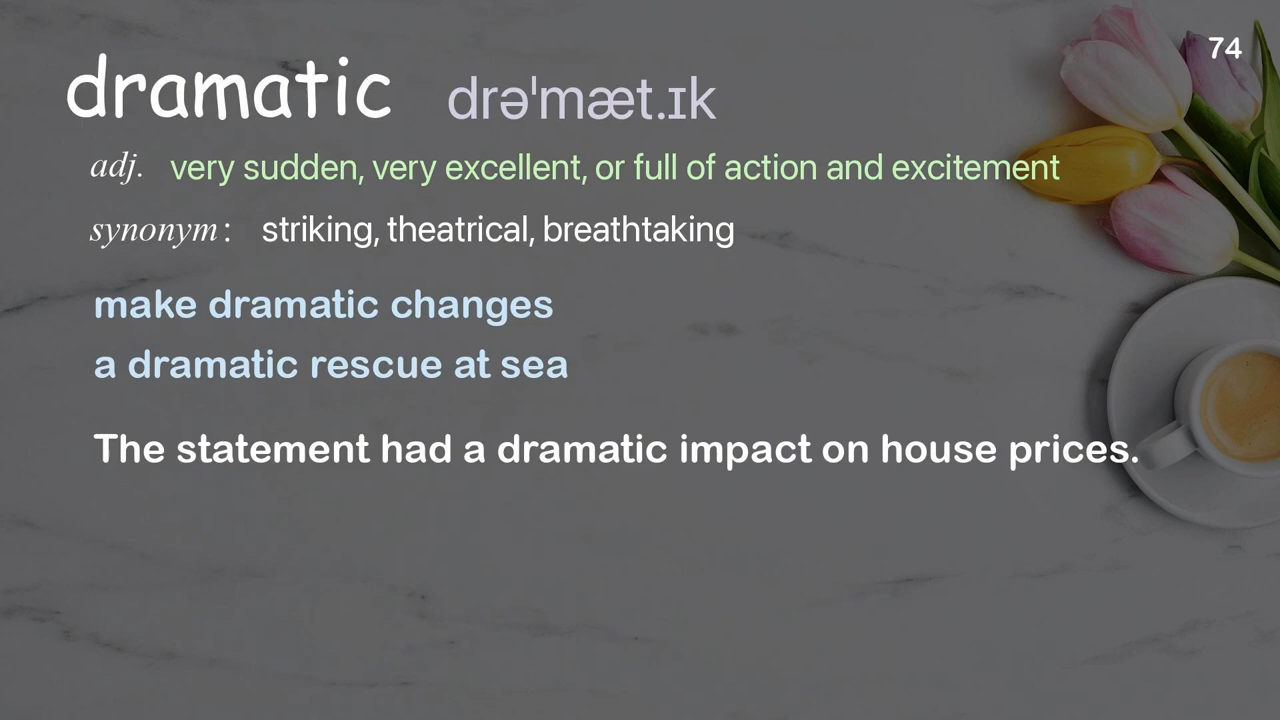 74
dramatic drəˈmæt.ɪk
adj. very sudden, very excellent, or full of action and excitement
synonym: striking, theatrical, breathtaking
make dramatic changes
a dramatic rescue at sea
The statement had a dramatic impact on house prices.